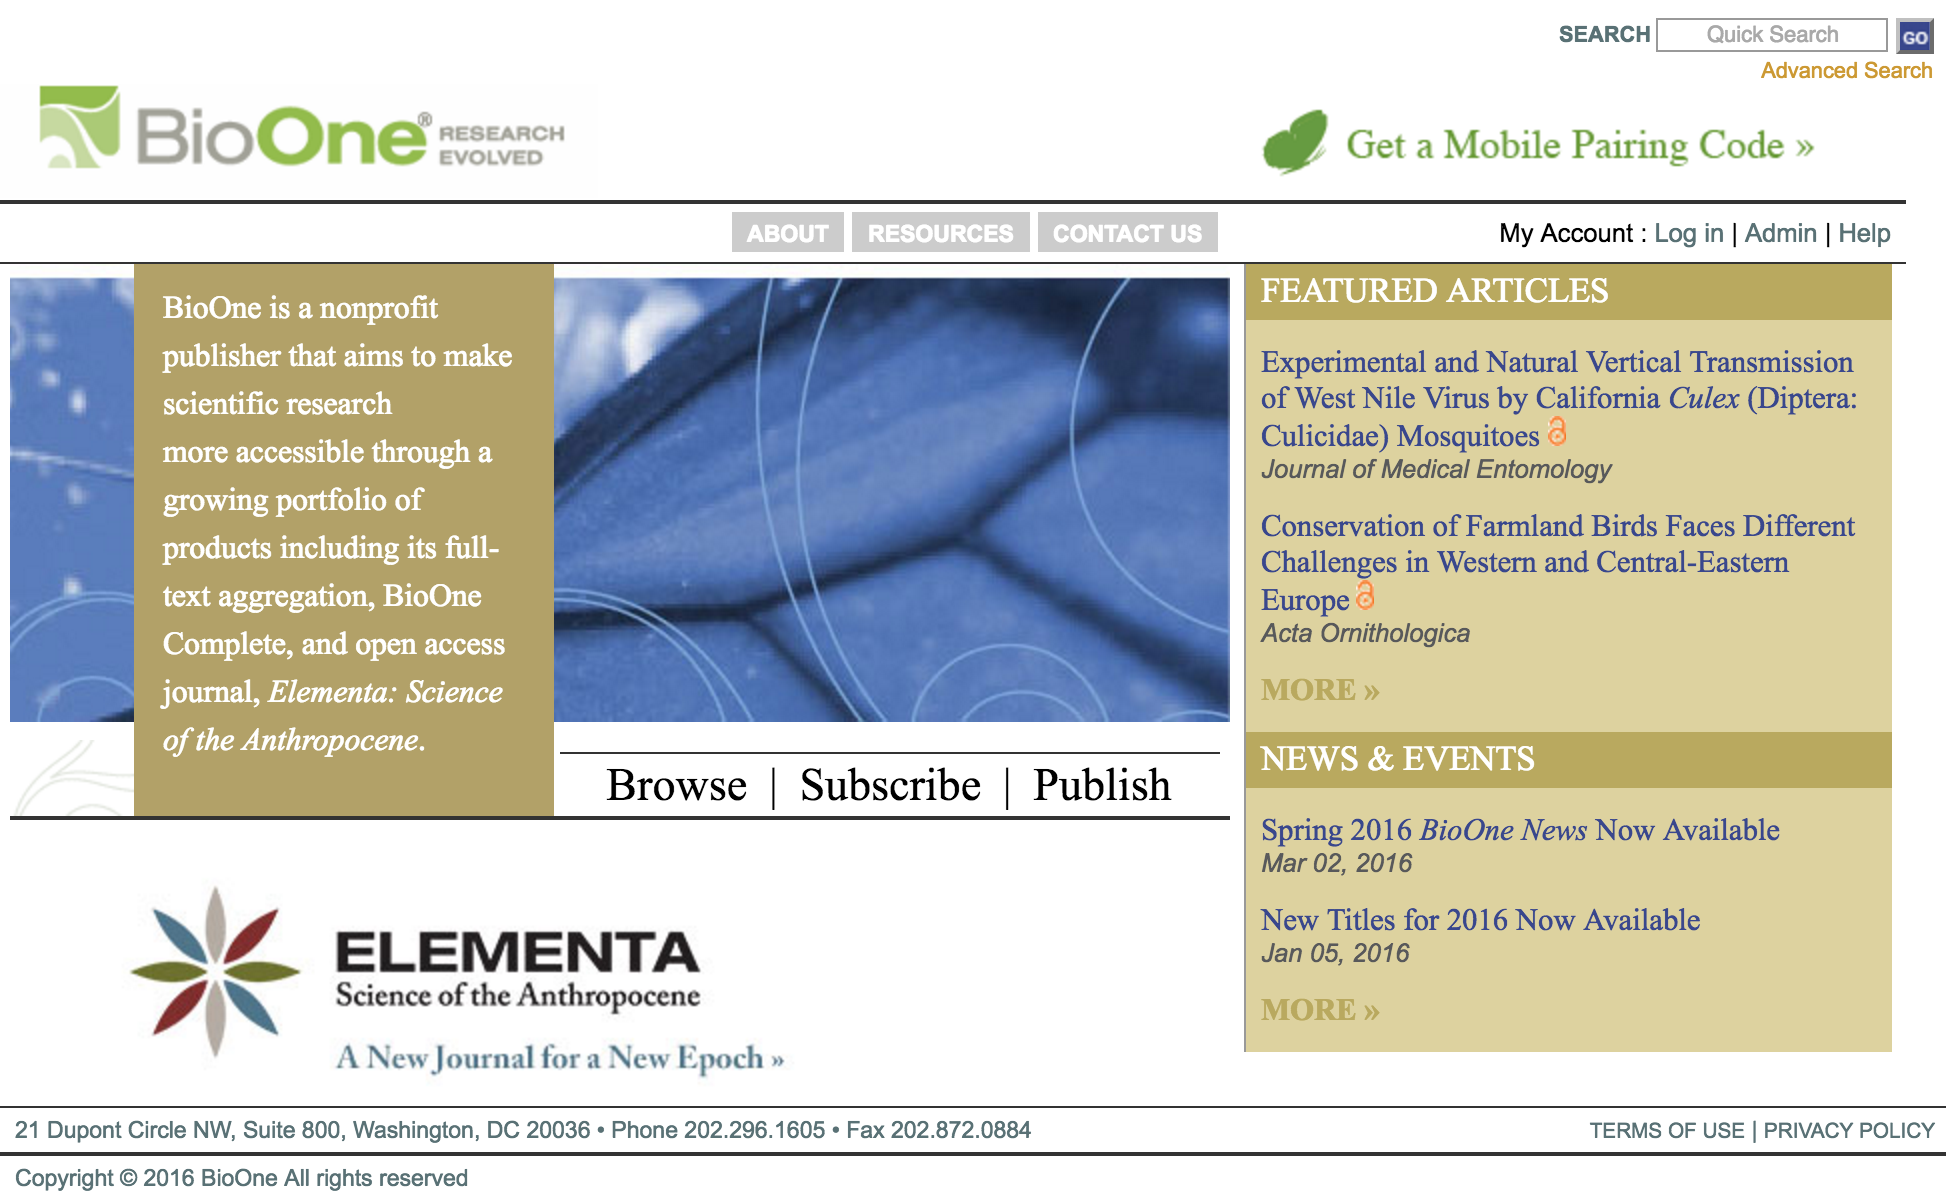 SEARCH Quick Search GO
Advanced Search
BioOne® RESEARCH
EVOLVED
Get a Mobile Pairing Code »
ABOUT RESOURCES CONTACT US
My Account : Log in | Admin | Help
BioOne is a nonprofit
publisher that aims to make
scientific research
more accessible through a
growing portfolio of
products including its full-
text aggregation, BioOne
Complete, and open access
journal, Elementa: Science
of the Anthropocene.
Browse | Subscribe | Publish
ELEMENTA
Science of the Anthropocene
A New Journal for a New Epoch »
FEATURED ARTICLES
Experimental and Natural Vertical Transmission
of West Nile Virus by California Culex (Diptera:
Culicidae) Mosquitoes
Journal of Medical Entomology
Conservation of Farmland Birds Faces Different
Challenges in Western and Central-Eastern
Europe
Acta Ornithologica
MORE »
NEWS & EVENTS
Spring 2016 BioOne News Now Available
Mar 02, 2016
New Titles for 2016 Now Available
Jan 05, 2016
MORE »
21 Dupont Circle NW, Suite 800, Washington, DC 20036 • Phone 202.296.1605 • Fax 202.872.0884
TERMS OF USE | PRIVACY POLICY
Copyright © 2016 BioOne All rights reserved